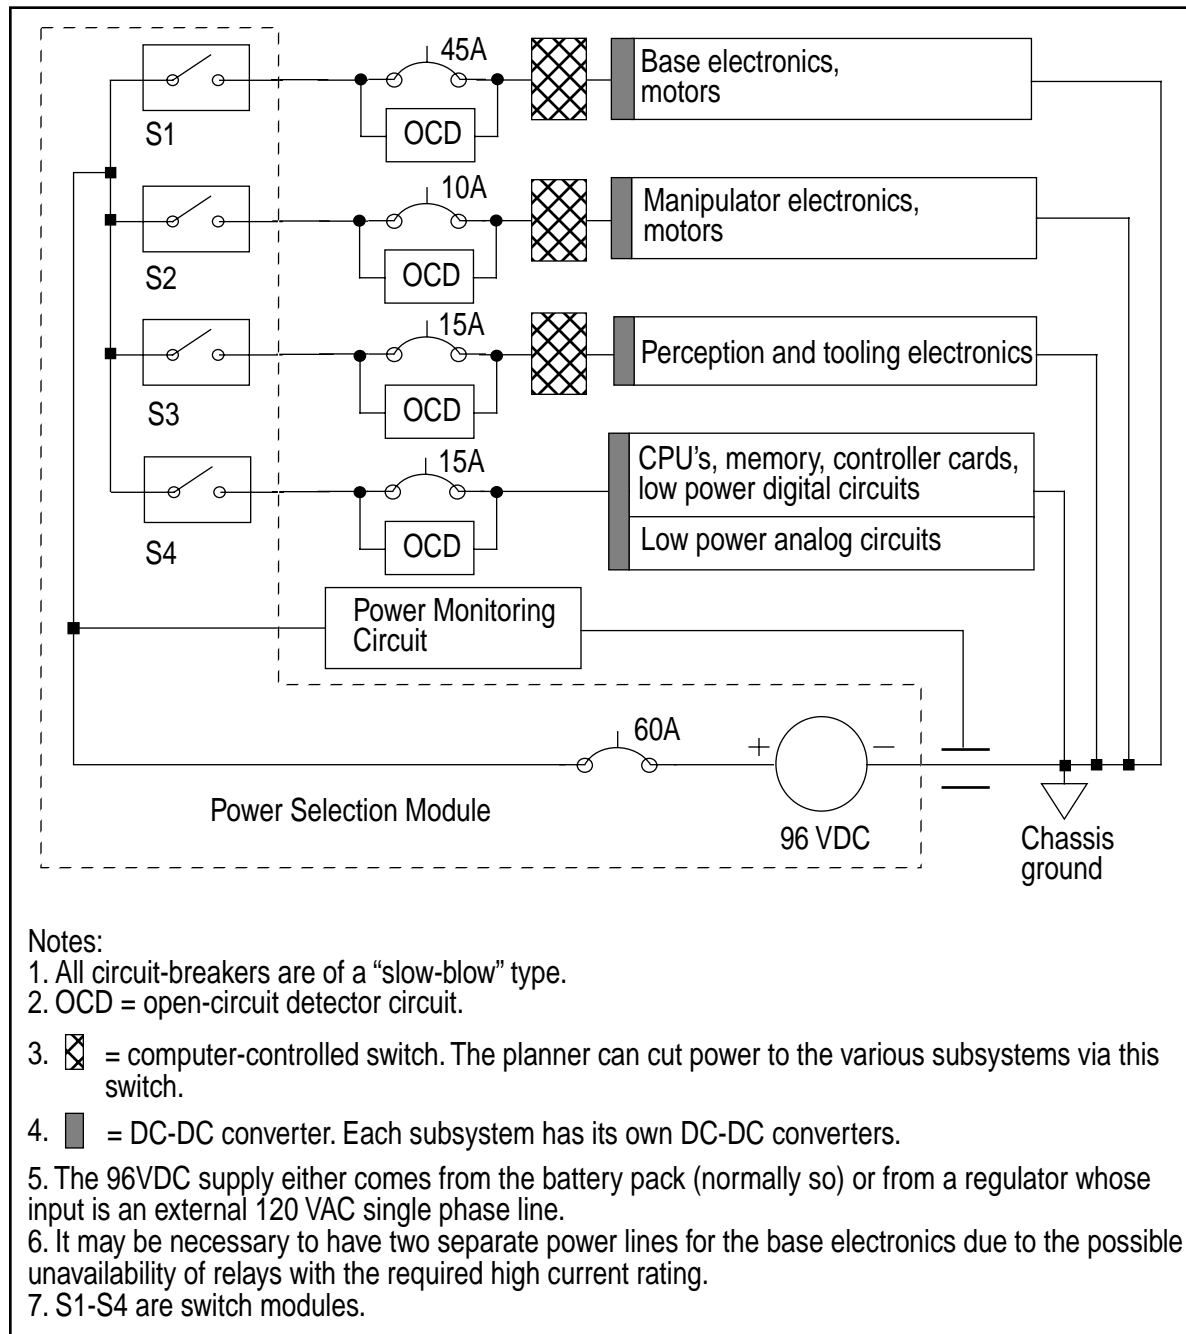 45A
Base electronics,
motors
OCD
S1
10A
Manipulator electronics,
motors
OCD
S2
15A
Perception and tooling electronics
OCD
S3
15A
CPU's, memory, controller cards,
low power digital circuits
Low power analog circuits
OCD
S4
Power Monitoring
Circuit
60A
+
−
96 VDC
Power Selection Module
Chassis
ground
Notes:
1. All circuit-breakers are of a “slow-blow” type.
2. OCD = open-circuit detector circuit.
3. = computer-controlled switch. The planner can cut power to the various subsystems via this
switch.
4. = DC-DC converter. Each subsystem has its own DC-DC converters.
5. The 96VDC supply either comes from the battery pack (normally so) or from a regulator whose
input is an external 120 VAC single phase line.
6. It may be necessary to have two separate power lines for the base electronics due to the possible
unavailability of relays with the required high current rating.
7. S1-S4 are switch modules.